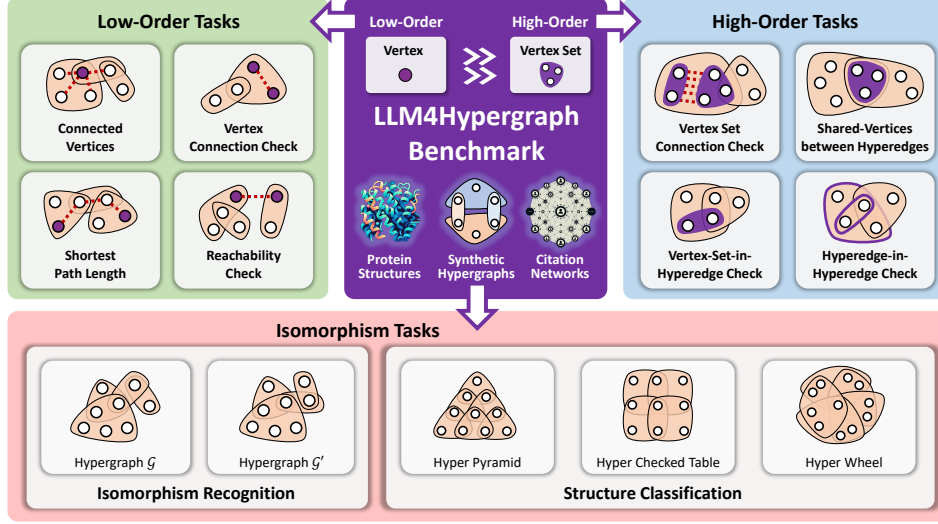 Low-Order Tasks
Connected
Vertices
Vertex
Connection Check
Shortest
Path Length
Reachability
Check
Low-Order
High-Order
Vertex
Vertex Set
LLM4Hypergraph
Benchmark
Protein
Structures
Synthetic
Hypergraphs
Citation
Networks
High-Order Tasks
Vertex Set
Connection Check
Shared-Vertices
between Hyperedges
Vertex-Set-in-
Hyperedge Check
Hyperedge-in-
Hyperedge Check
Isomorphism Tasks
Hypergraph 𝒢
Hypergraph 𝒢′
Isomorphism Recognition
Hyper Pyramid
Hyper Checked Table
Hyper Wheel
Structure Classification